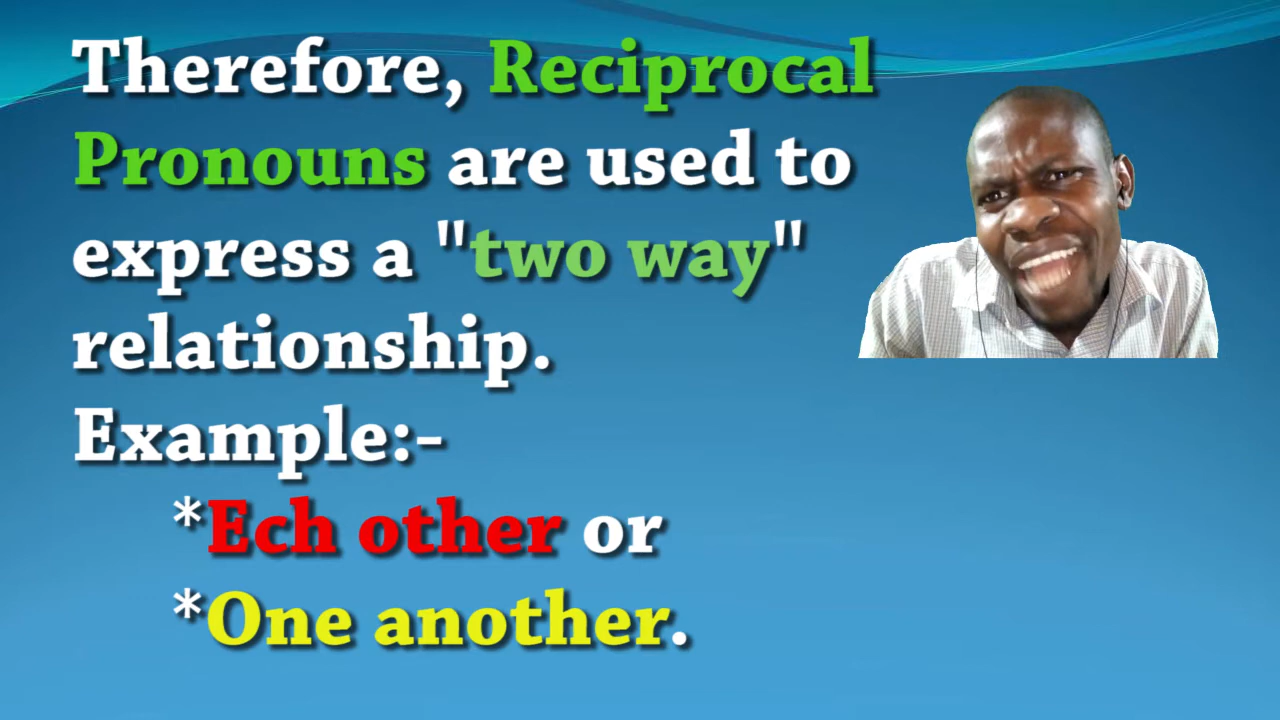 Therefore, Reciprocal
Pronouns are used to
express a "two way"
relationship.
Example:-
*Ech other or
*One another.